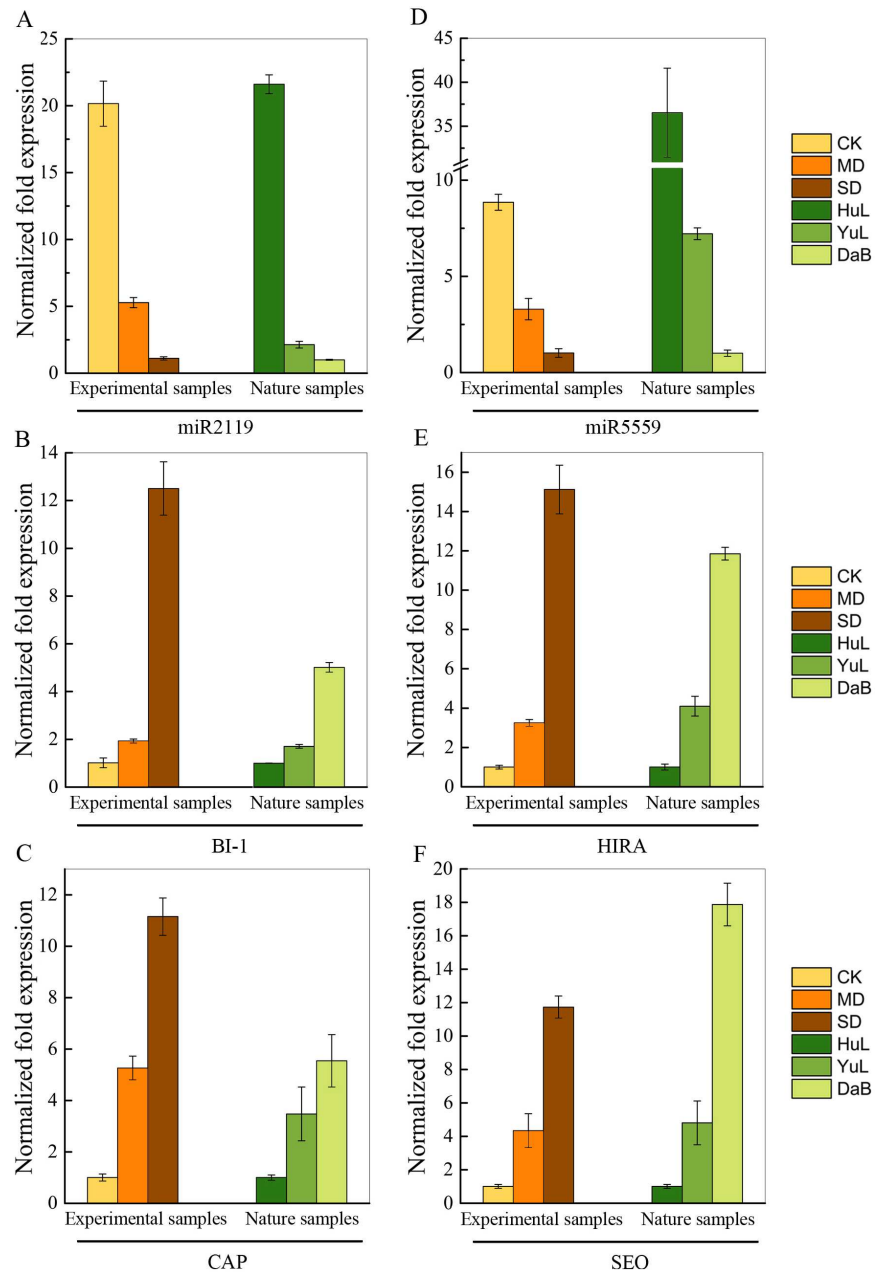 A
Normalized fold expression
25
20
15
10
5
0
Experimental samples
Nature samples
miR2119
D
Normalized fold expression
45
40
35
10
5
0
Experimental samples
Nature samples
miR5559
CK
MD
SD
HuL
YuL
DaB
B
Normalized fold expression
14
12
10
8
6
4
2
0
Experimental samples
Nature samples
BI-1
E
Normalized fold expression
16
14
12
10
8
6
4
2
0
Experimental samples
Nature samples
HIRA
CK
MD
SD
HuL
YuL
DaB
C
Normalized fold expression
12
10
8
6
4
2
0
Experimental samples
Nature samples
CAP
F
Normalized fold expression
20
18
16
14
12
10
8
6
4
2
0
Experimental samples
Nature samples
SEO
CK
MD
SD
HuL
YuL
DaB